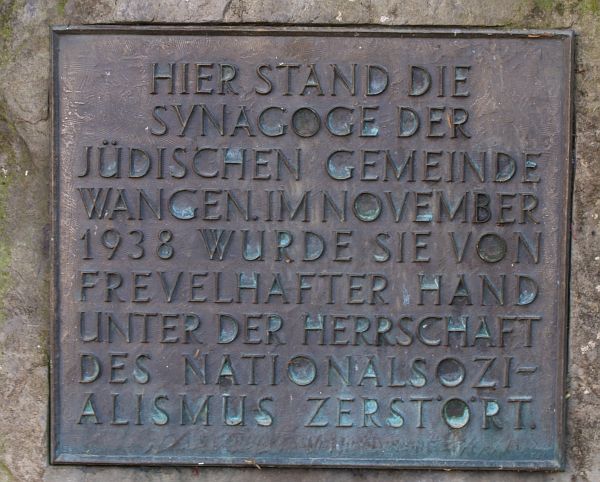 HIER STAND DIE
SYNAGOGE DER
JÜDISCHEN GEMEINDE
WANGEN. IM NOVEMBER
1938 WURDE SIE VON
FREVELHAFTER HAND
UNTER DER HERRSCHAFT
DES NATIONALSOZI-
ALISMUS ZERSTÖRT.